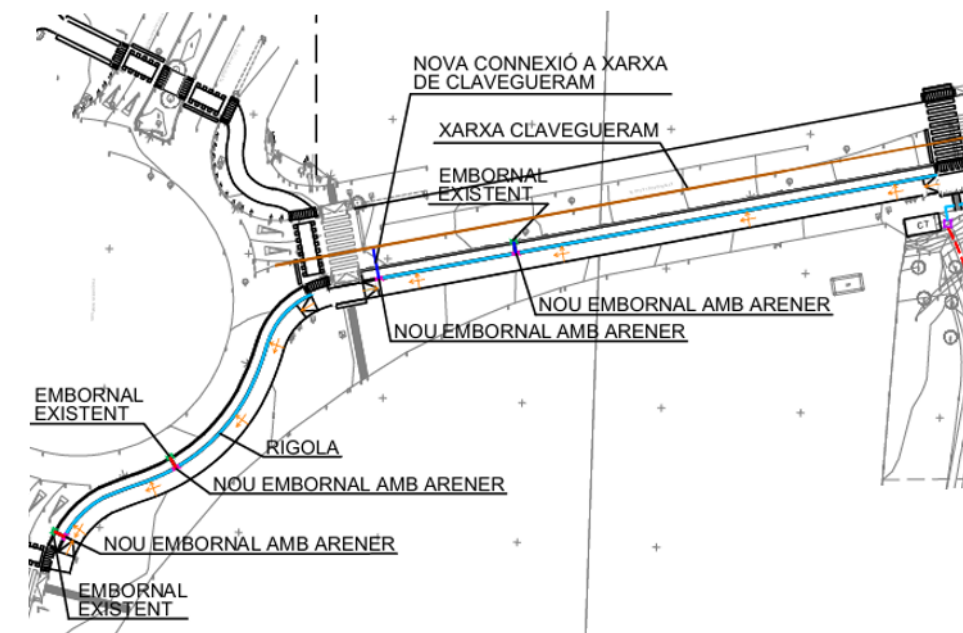 NOVA CONNEXIÓ A XARXA
DE CLAVEGUERAM
XARXA CLAVEGUERAM
EMBORNAL
EXISTENT
CT
NOU EMBORNAL AMB ARENER
NOU EMBORNAL AMB ARENER
EMBORNAL
EXISTENT
RIGOLA
NOU EMBORNAL AMB ARENER
NOU EMBORNAL AMB ARENER
EMBORNAL
EXISTENT